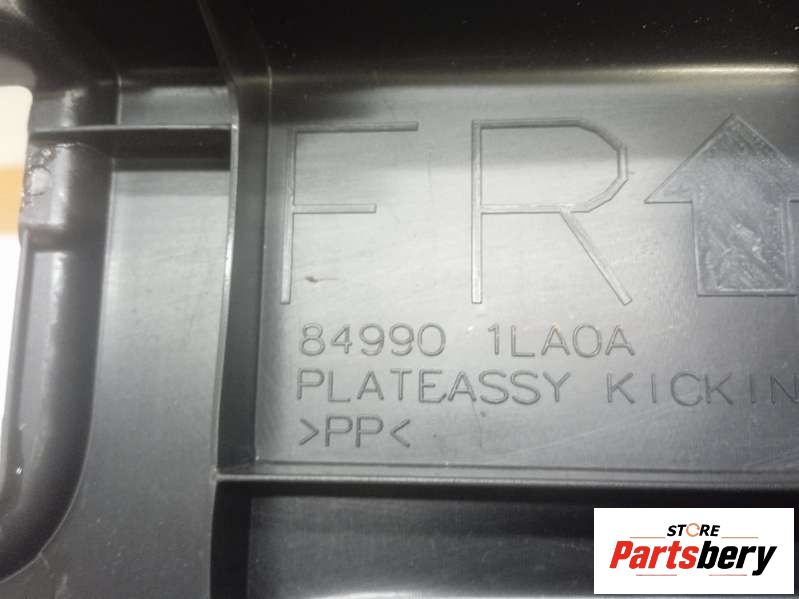 FR
84990 1LA0A
PLATEASSY KICKIN
>PP<
STORE
Partsbery